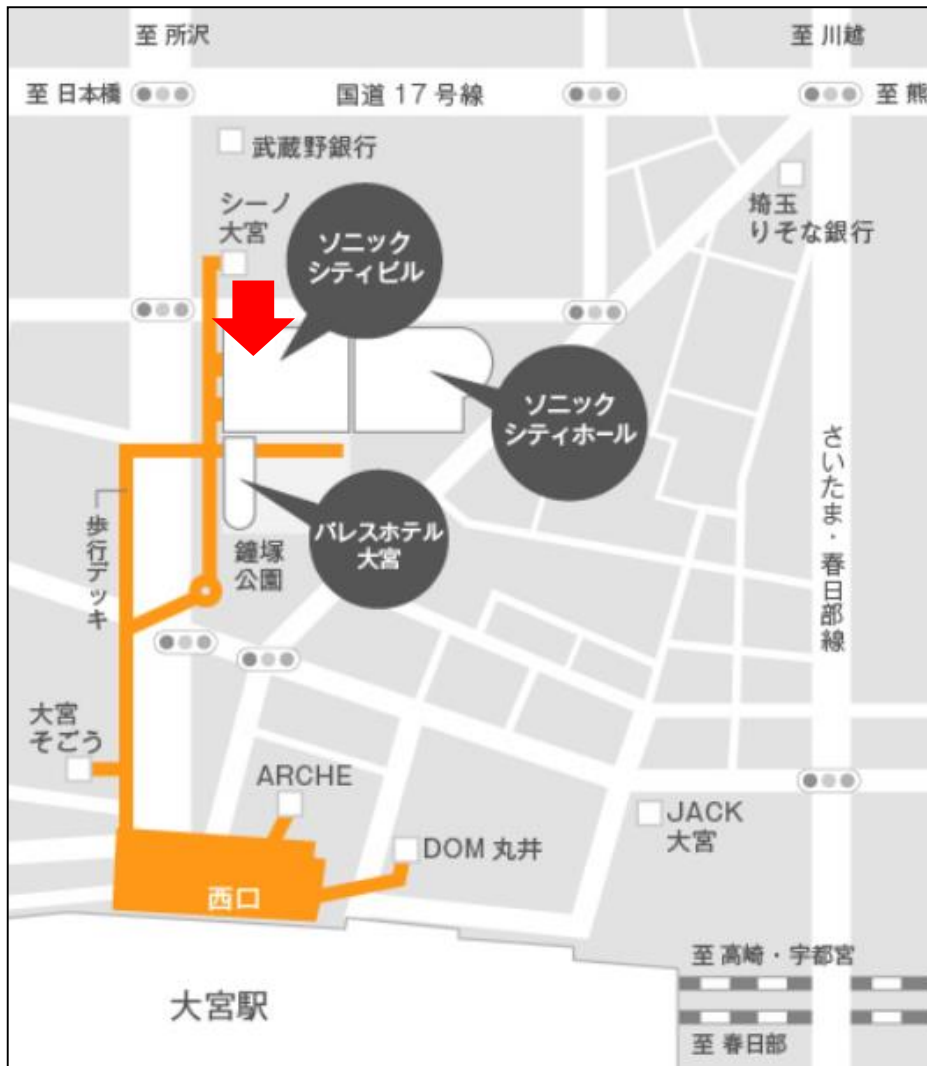 至 所沢
至 川越
至 日本橋
国道 17 号線
至 熊
武蔵野銀行
シーノ
大宮
埼玉
りそな銀行
ソニック
シティビル
ソニック
シティホール
パレスホテル
大宮
鐘塚
公園
歩行デッキ
さいたま・春日部線
大宮
そごう
ARCHE
DOM 丸井
JACK
大宮
西口
至 高崎・宇都宮
大宮駅
至 春日部